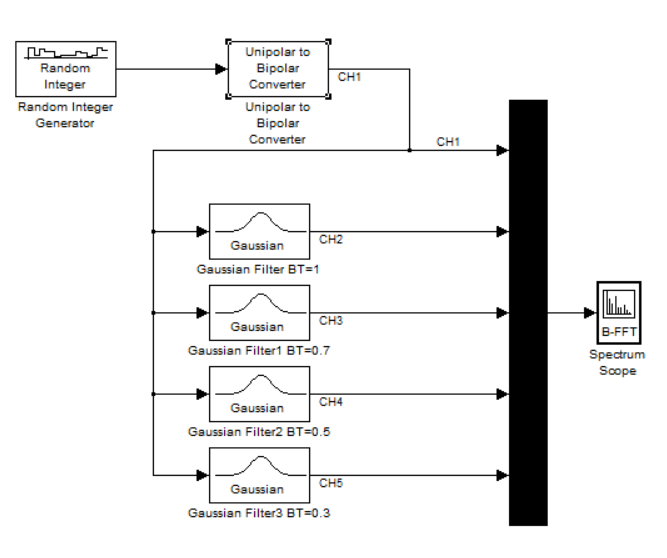 Random
Integer
Random Integer
Generator
Unipolar to
Bipolar
Converter
Unipolar to
Bipolar
Converter
CH1
CH1
Gaussian
CH2
Gaussian Filter BT=1
Gaussian
CH3
Gaussian Filter1 BT=0.7
Gaussian
CH4
Gaussian Filter2 BT=0.5
Gaussian
CH5
Gaussian Filter3 BT=0.3
B-FFT
Spectrum
Scope